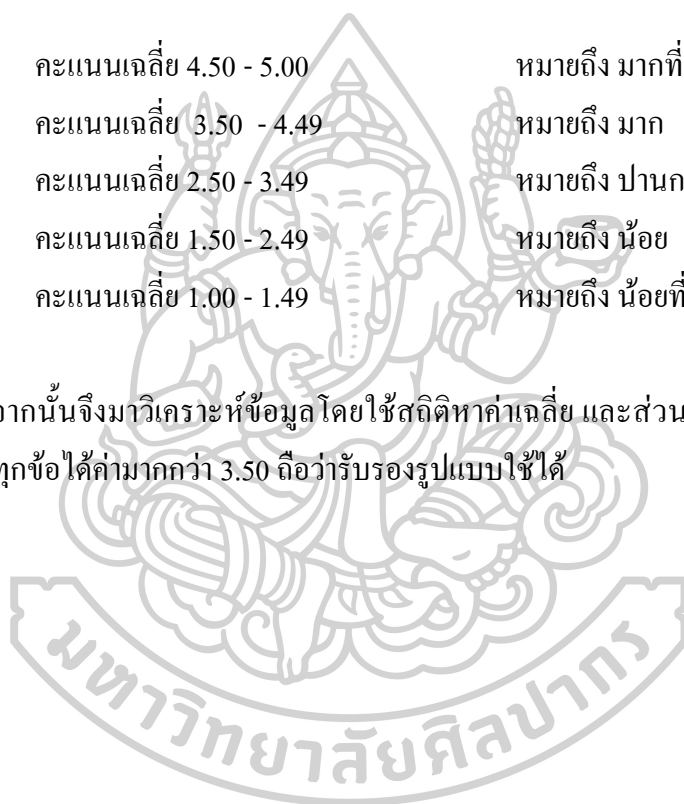 คะแนนเฉลี่ย 4.50 - 5.00 หมายถึง มากที่
คะแนนเฉลี่ย 3.50 - 4.49 หมายถึง มาก
คะแนนเฉลี่ย 2.50 - 3.49 หมายถึง ปานก
คะแนนเฉลี่ย 1.50 - 2.49 หมายถึง น้อย
คะแนนเฉลี่ย 1.00 - 1.49 หมายถึง น้อยที่
จากนั้นจึงมาวิเคราะห์ข้อมูลโดยใช้สถิติหาค่าเฉลี่ย และส่วน
ทุกข้อได้ค่ามากกว่า 3.50 ถือว่ารับรองรูปแบบใช้ได้
มหาวิทยาลัยศิลปากร